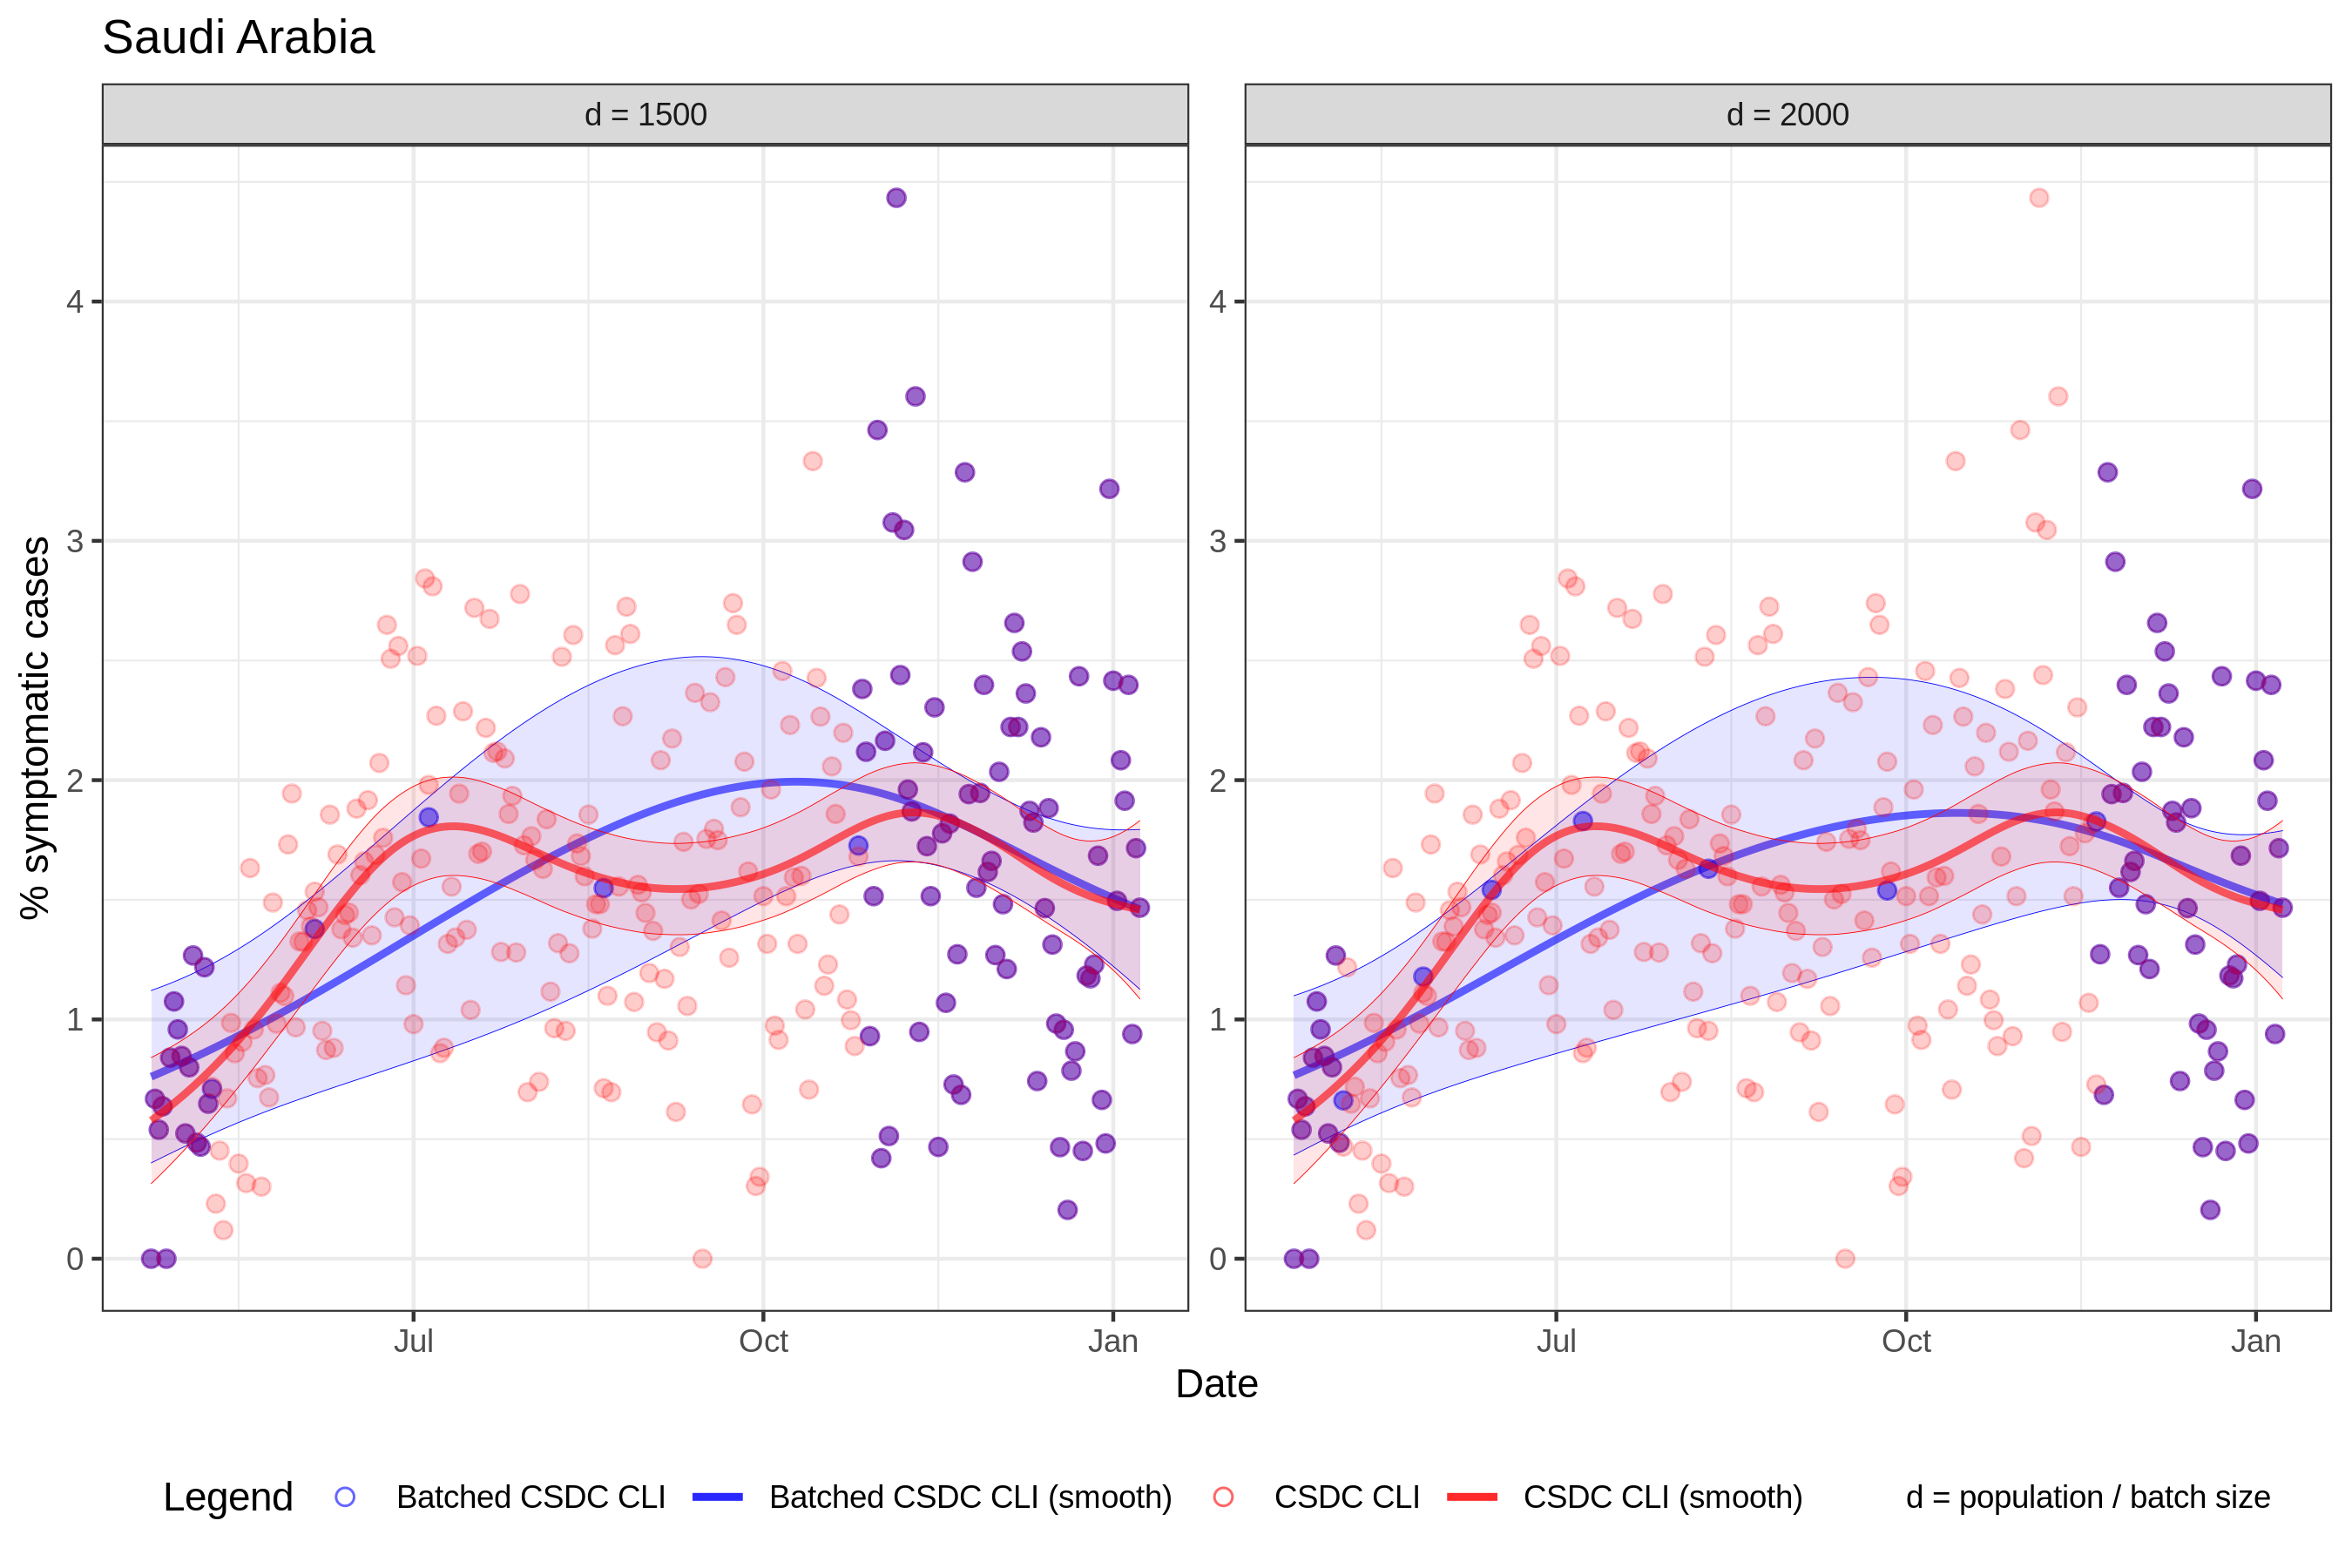 Saudi Arabia
d = 1500
d = 2000
% symptomatic cases
4
3
2
1
0
4
3
2
1
0
Jul
Oct
Jan
Jul
Oct
Jan
Date
Legend
Batched CSDC CLI
Batched CSDC CLI (smooth)
CSDC CLI
CSDC CLI (smooth)
d = population / batch size